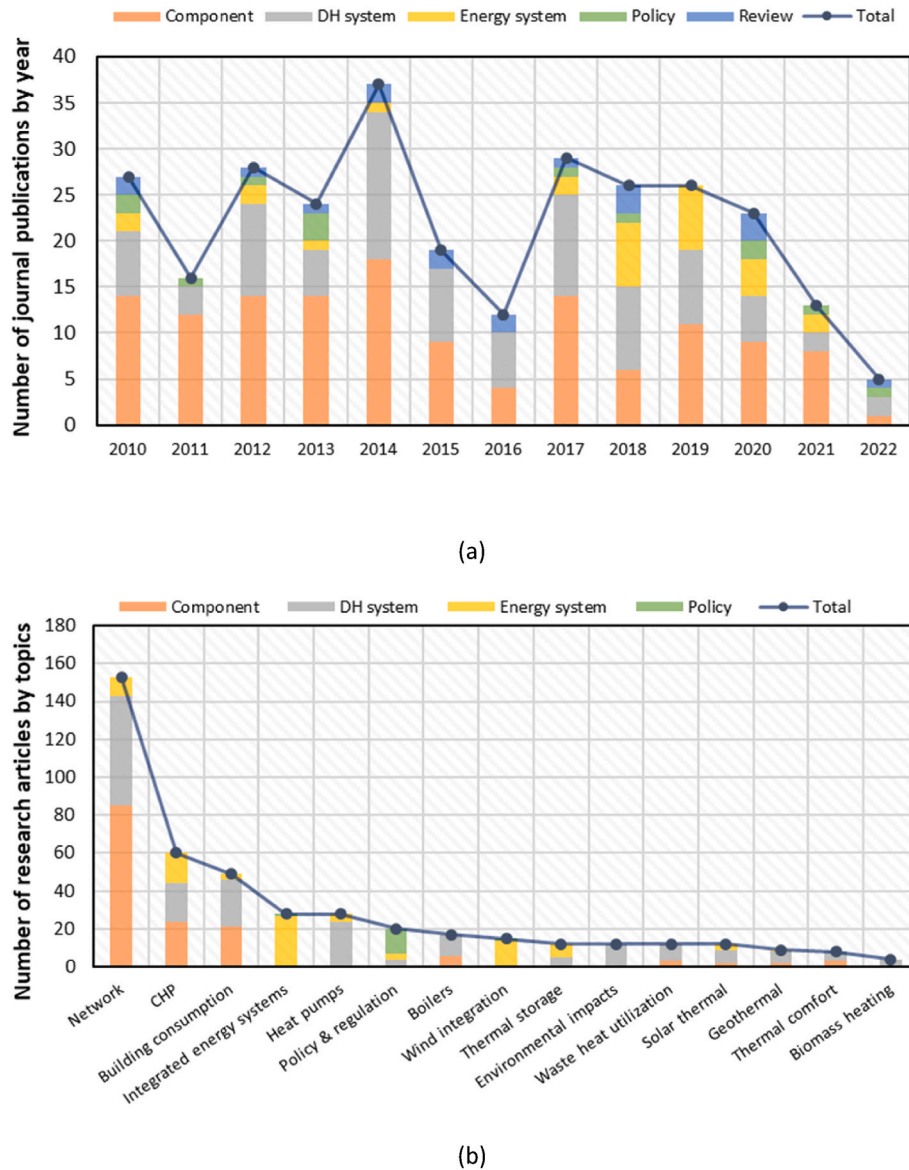 Component DH system Energy system Policy Review Total
Number of journal publications by year
40
35
30
25
20
15
10
5
0
2010 2011 2012 2013 2014 2015 2016 2017 2018 2019 2020 2021 2022
(a)
Component DH system Energy system Policy Total
Number of research articles by topics
180
160
140
120
100
80
60
40
20
0
Network
CHP
Building consumption
Integrated energy systems
Heat pumps
Policy & regulation
Boilers
Wind integration
Thermal storage
Environmental impacts
Waste heat utilization
Solar thermal
Geothermal
Thermal comfort
Biomass heating
(b)